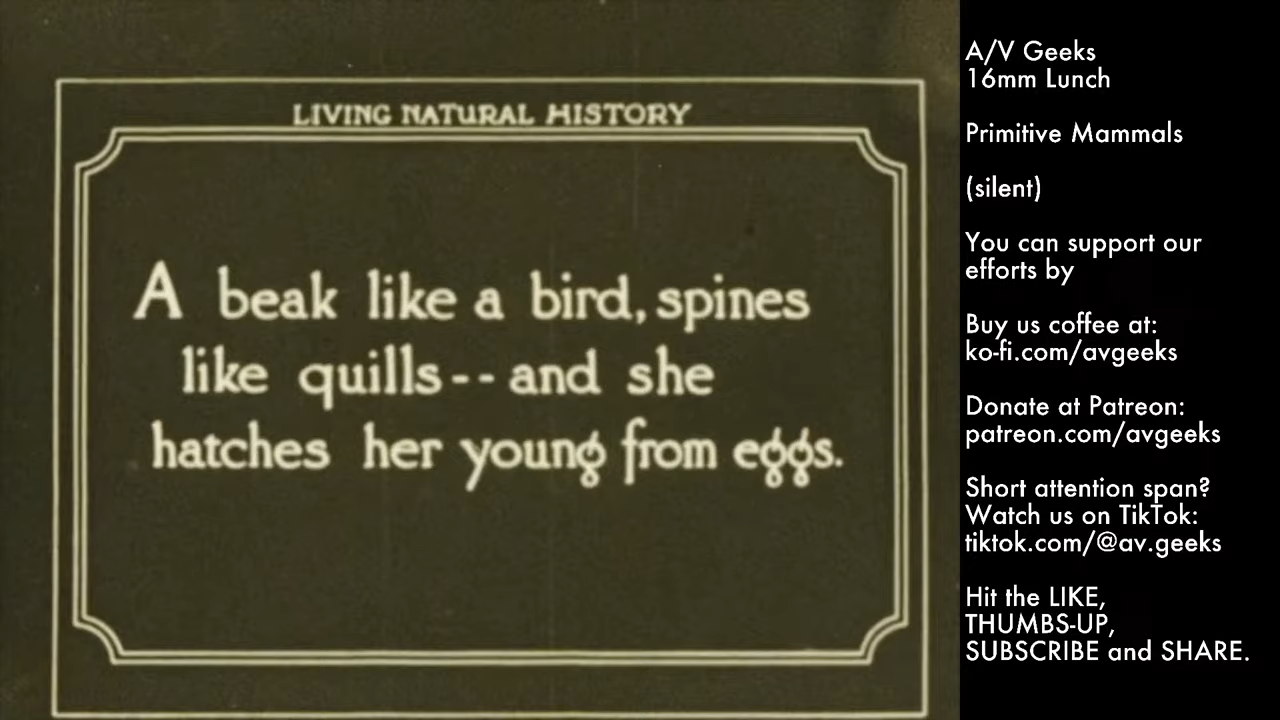 LIVING NATURAL HISTORY
A beak like a bird, spines
like quills -- and she
hatches her young from eggs.
A/V Geeks
16mm Lunch
Primitive Mammals
(silent)
You can support our
efforts by
Buy us coffee at:
ko-fi.com/avgeeks
Donate at Patreon:
patreon.com/avgeeks
Short attention span?
Watch us on TikTok:
tiktok.com/@av.geeks
Hit the LIKE,
THUMBS-UP,
SUBSCRIBE and SHARE.